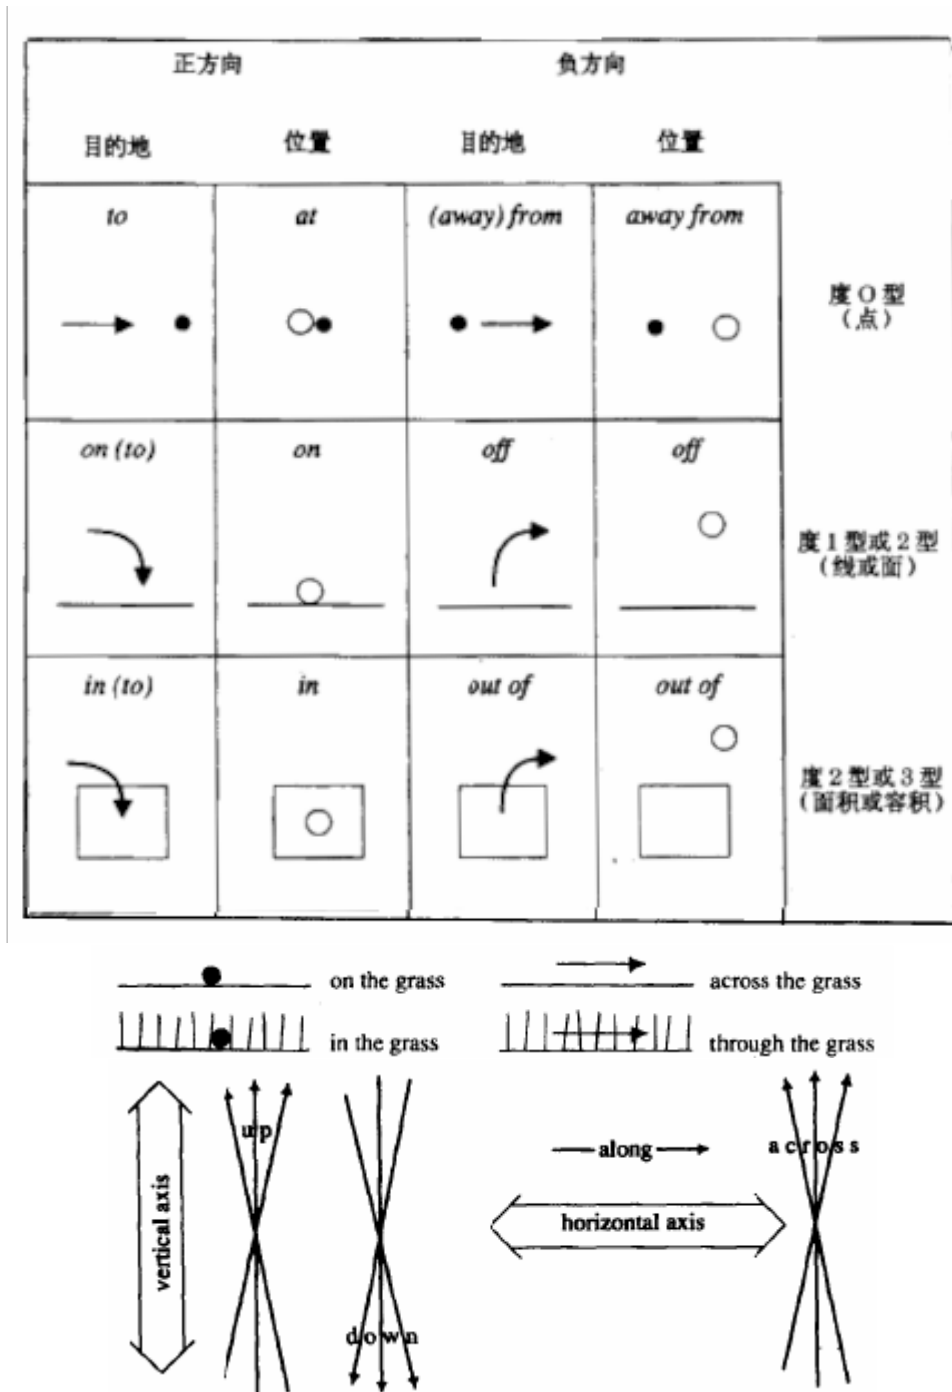 正方向 负方向
目的地 位置 目的地 位置
to at (away) from away from
度 O 型
（点）
on (to) on off off
度 1 型或 2 型
（线或面）
in (to) in out of out of
度 2 型或 3 型
（面积或容积）
on the grass across the grass
in the grass through the grass
up
along across
vertical axis
horizontal axis
down